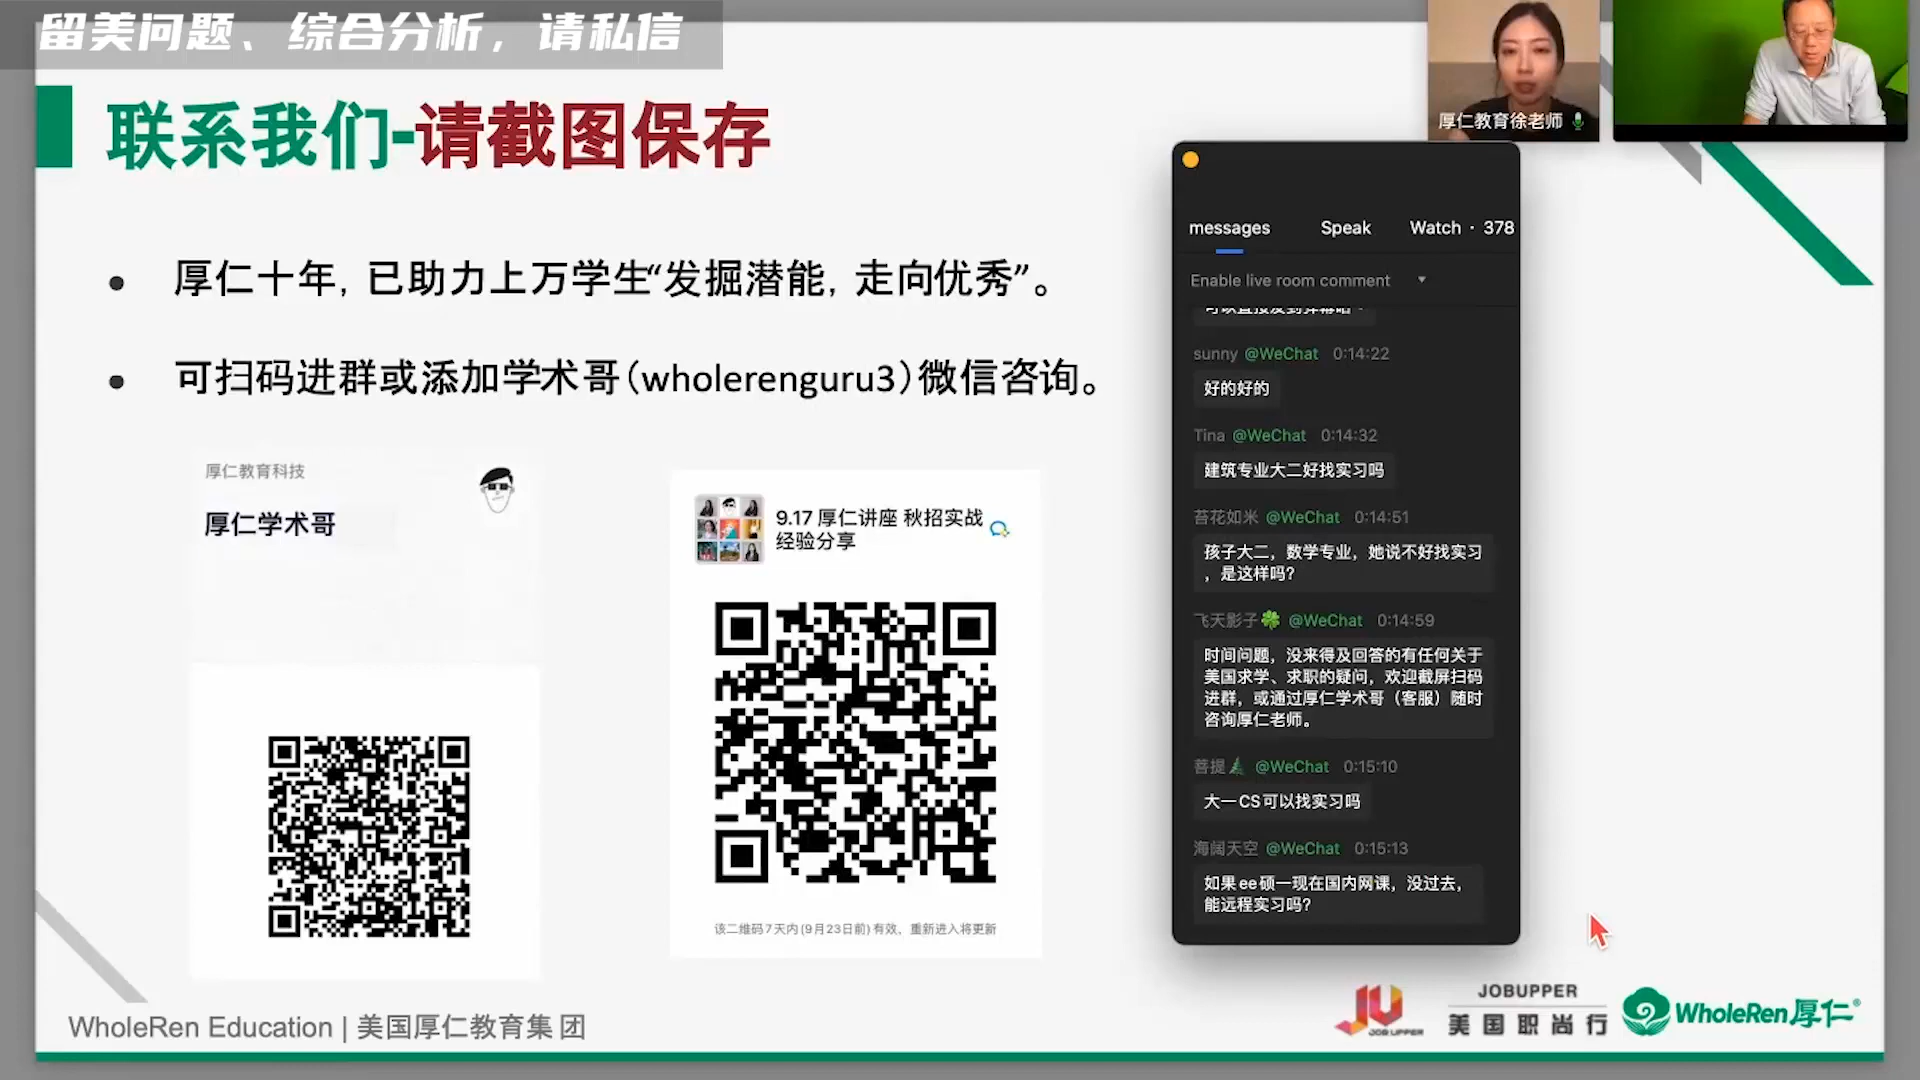 留美问题、综合分析，请私信
联系我们-请截图保存
厚仁教育徐老师
厚仁十年，已助力上万学生“发掘潜能，走向优秀”。
可扫码进群或添加学术哥（wholerenguru3）微信咨询。
厚仁教育科技
厚仁学术哥
9.17 厚仁讲座 秋招实战
经验分享
该二维码7天内(9月23日前)有效，重新进入将更新
messages Speak Watch · 378
Enable live room comment
sunny @WeChat 0:14:22
好的好的
Tina @WeChat 0:14:32
建筑专业大二好找实习吗
苔花如米 @WeChat 0:14:51
孩子大二，数学专业，她说不好找实习
，是这样吗？
飞天影子🍀 @WeChat 0:14:59
时间问题，没来得及回答的有任何关于
美国求学、求职的疑问，欢迎截屏扫码
进群，或通过厚仁学术哥（客服）随时
咨询厚仁老师。
菩提🌲 @WeChat 0:15:10
大一CS可以找实习吗
海阔天空 @WeChat 0:15:13
如果ee硕一现在国内网课，没过去，
能远程实习吗？
WholeRen Education | 美国厚仁教育集团
JOB UPPER
JOBUPPER
美国职尚行
WholeRen厚仁®